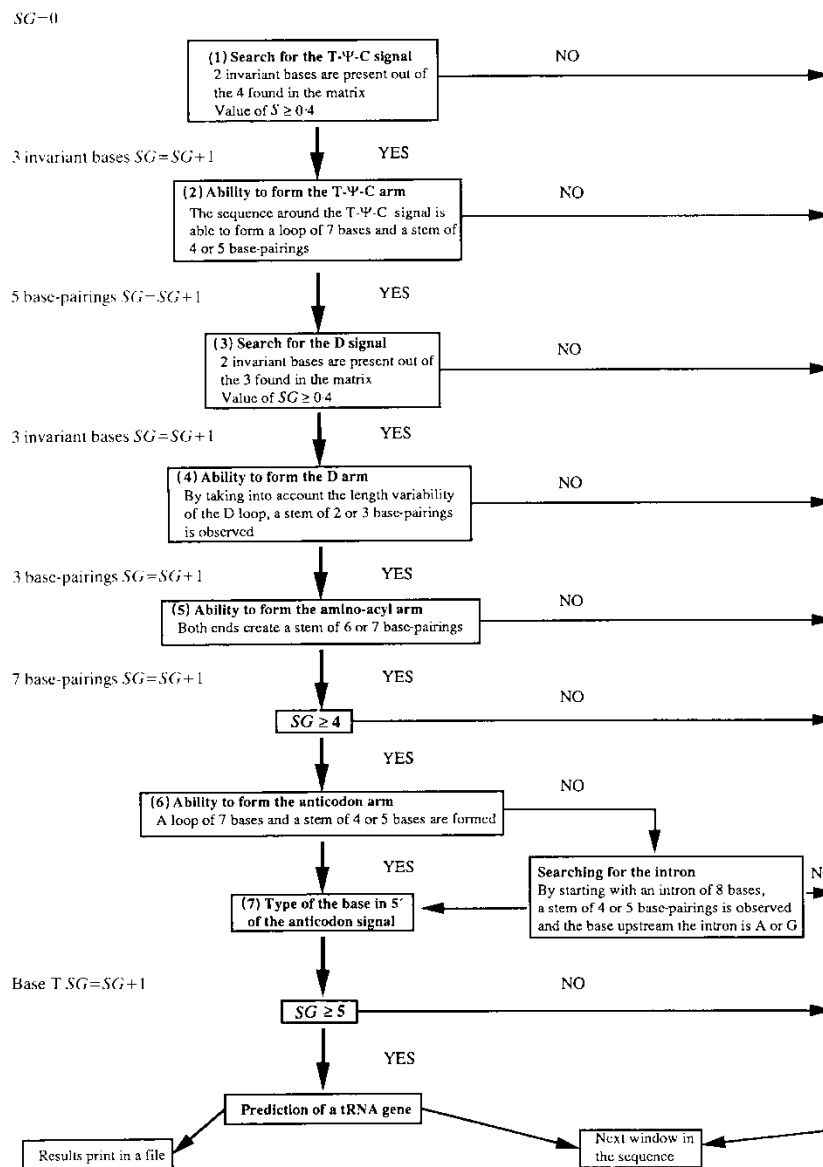 SG=0
(1) Search for the T-Ψ-C signal
2 invariant bases are present out of
the 4 found in the matrix
Value of S ≥ 0·4
NO
3 invariant bases SG=SG+1
YES
(2) Ability to form the T-Ψ-C arm
The sequence around the T-Ψ-C signal is
able to form a loop of 7 bases and a stem of
4 or 5 base-pairings
NO
5 base-pairings SG=SG+1
YES
(3) Search for the D signal
2 invariant bases are present out of
the 3 found in the matrix
Value of SG ≥ 0·4
NO
3 invariant bases SG=SG+1
YES
(4) Ability to form the D arm
By taking into account the length variability
of the D loop, a stem of 2 or 3 base-pairings
is observed
NO
3 base-pairings SG=SG+1
YES
(5) Ability to form the amino-acyl arm
Both ends create a stem of 6 or 7 base-pairings
NO
7 base-pairings SG=SG+1
YES
SG ≥ 4
NO
YES
(6) Ability to form the anticodon arm
A loop of 7 bases and a stem of 4 or 5 bases are formed
NO
YES
Searching for the intron
By starting with an intron of 8 bases,
a stem of 4 or 5 base-pairings is observed
and the base upstream the intron is A or G
(7) Type of the base in 5′
of the anticodon signal
Base T SG=SG+1
SG ≥ 5
NO
YES
Prediction of a tRNA gene
Results print in a file
Next window in
the sequence